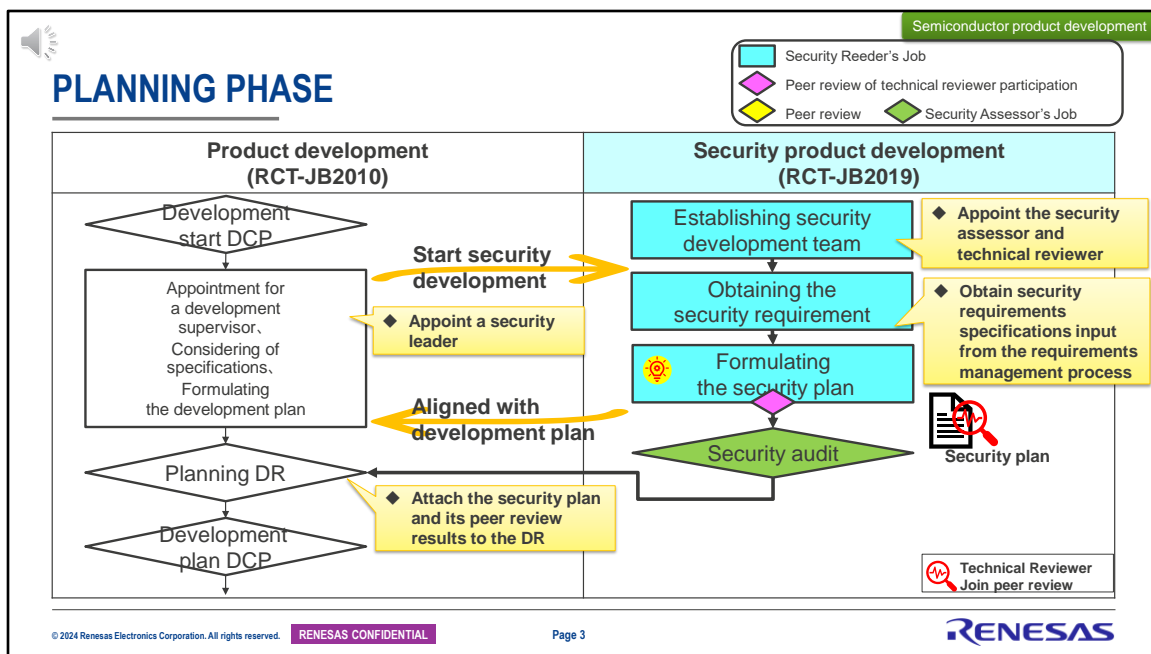 Semiconductor product development
PLANNING PHASE
Security Reeder's Job
Peer review of technical reviewer participation
Peer review
Security Assessor's Job
Product development
(RCT-JB2010)
Security product development
(RCT-JB2019)
Development
start DCP
Appointment for
a development
supervisor、
Considering of
specifications、
Formulating
the development plan
Planning DR
Development
plan DCP
Start security
development
◆ Appoint a security
leader
Aligned with
development plan
◆ Attach the security plan
and its peer review
results to the DR
Establishing security
development team
Obtaining the
security requirement
Formulating
the security plan
Security audit
◆ Appoint the security
assessor and
technical reviewer
◆ Obtain security
requirements
specifications input
from the requirements
management process
Security plan
Technical Reviewer
Join peer review
© 2024 Renesas Electronics Corporation. All rights reserved.
RENESAS CONFIDENTIAL
Page 3
RENESAS